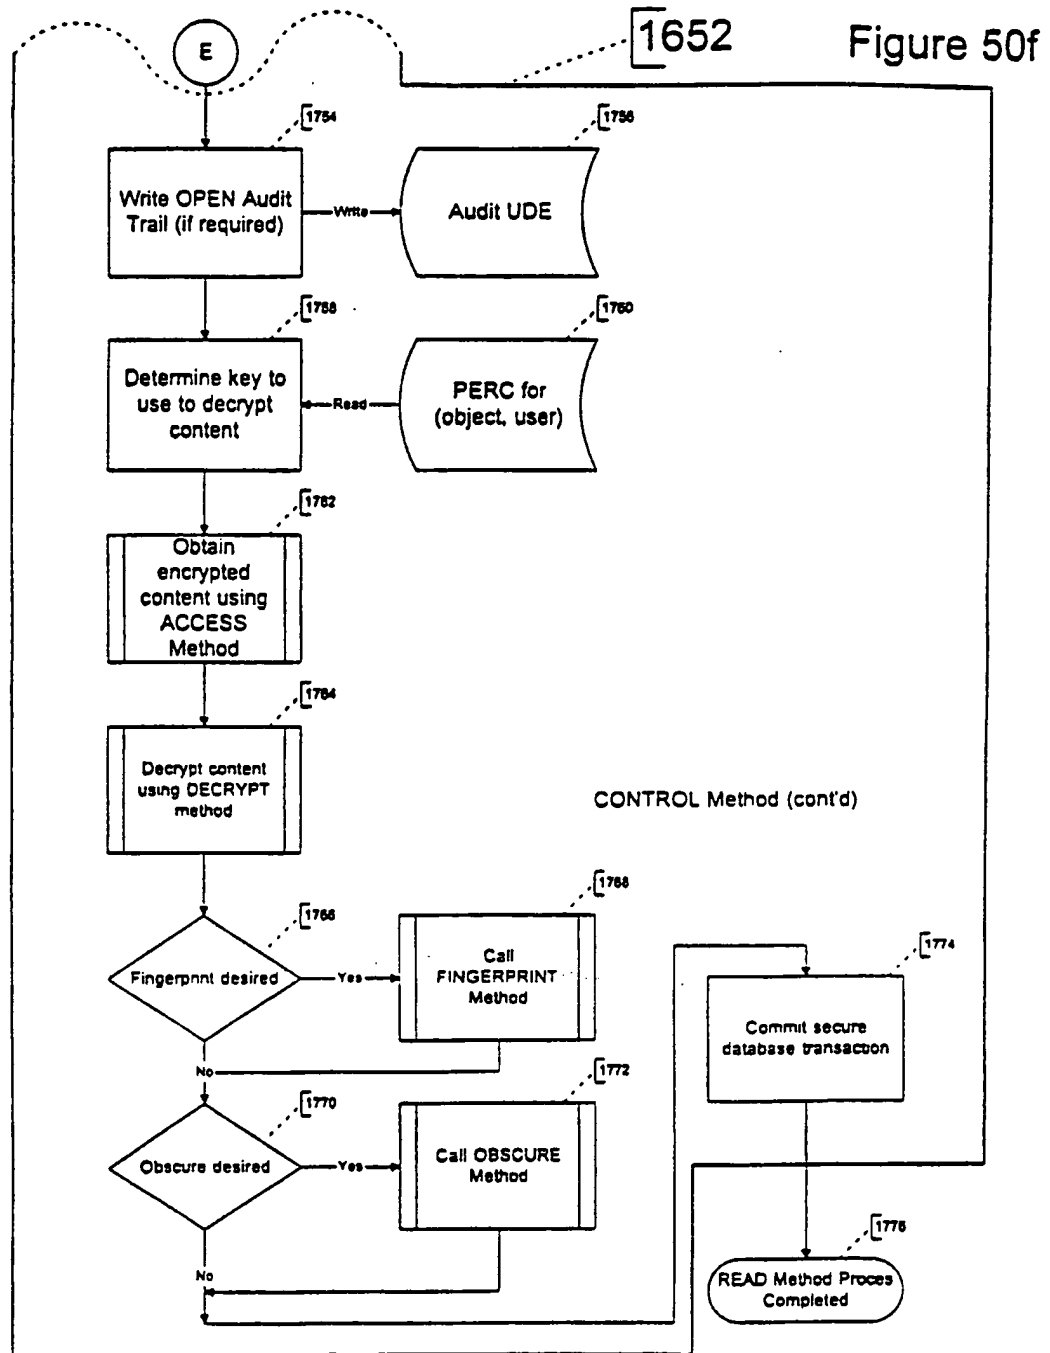 1652
Figure 50f
E
1754
1756
Write OPEN Audit
Trail (if required)
Write
Audit UDE
1758
1760
Determine key to
use to decrypt
content
Read
PERC for
(object, user)
1762
Obtain
encrypted
content using
ACCESS
Method
1764
Decrypt content
using DECRYPT
method
CONTROL Method (cont'd)
1766
1768
Fingerprint desired
Yes
Call
FINGERPRINT
Method
1774
Commit secure
database transaction
No
1770
1772
Obscure desired
Yes
Call OBSCURE
Method
No
1776
READ Method Proces
Completed